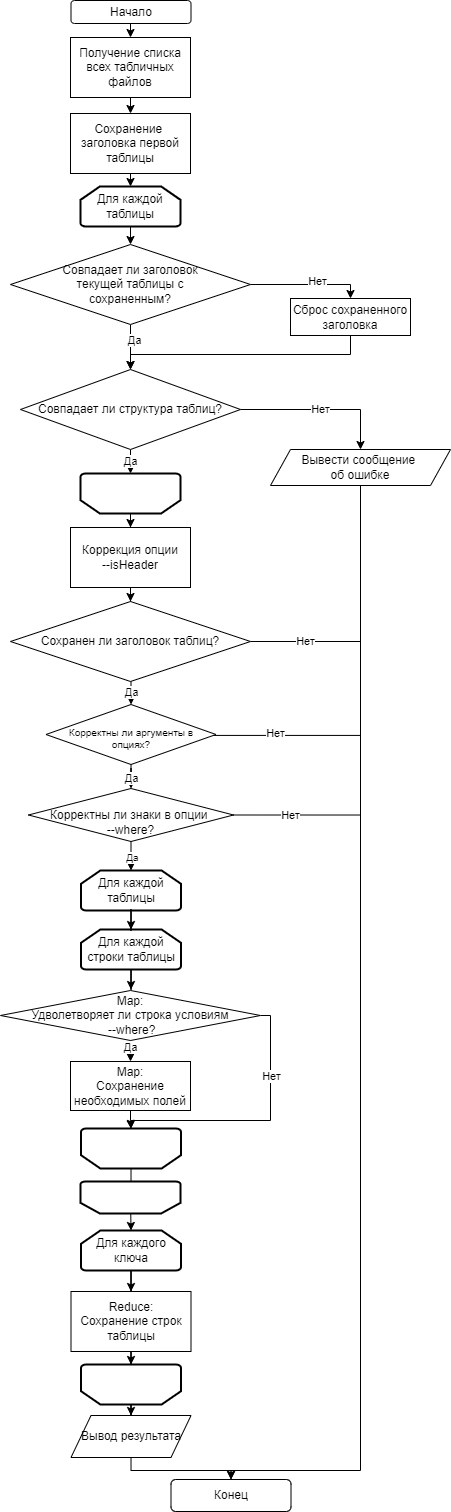 Начало
Получение списка
всех табличных
файлов
Сохранение
заголовка первой
таблицы
Для каждой
таблицы
Совпадает ли заголовок
текущей таблицы с
сохраненным?
Нет
Сброс сохраненного
заголовка
Да
Совпадает ли структура таблиц?
Нет
Вывести сообщение
об ошибке
Да
Коррекция опции
--isHeader
Сохранен ли заголовок таблиц?
Нет
Да
Корректны ли аргументы в
опциях?
Нет
Да
Корректны ли знаки в опции
--where?
Нет
Да
Для каждой
таблицы
Для каждой
строки таблицы
Map:
Удволетворяет ли строка условиям
--where?
Да
Нет
Map:
Сохранение
необходимых полей
Для каждого
ключа
Reduce:
Сохранение строк
таблицы
Вывод результата
Конец